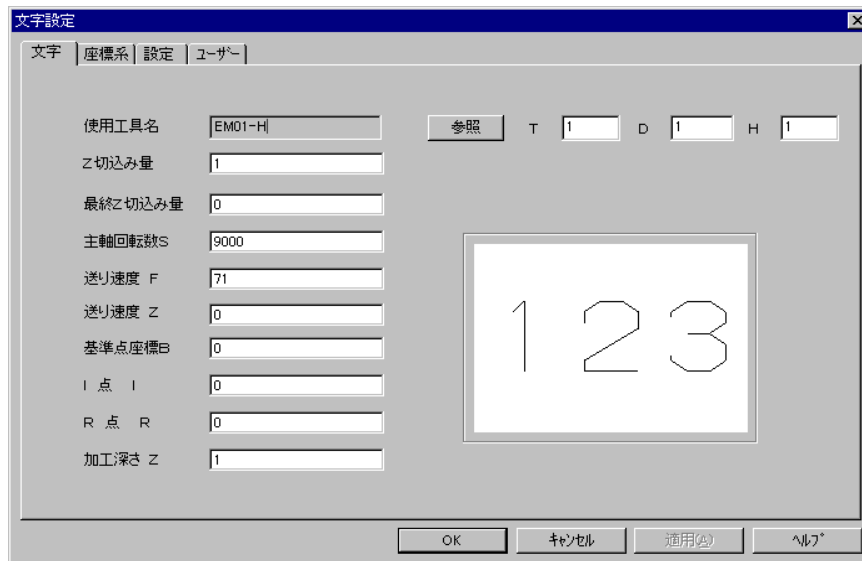 文字設定
文字 座標系 設定 ユーザー
使用工具名 EM01-H 参照 T 1 D 1 H 1
Z切込み量 1
最終Z切込み量 0
主軸回転数S 9000
送り速度 F 71
送り速度 Z 0
基準点座標B 0
I 点 I 0
R 点 R 0
加工深さ Z 1
1 2 3
OK キャンセル 適用(A) ヘルプ